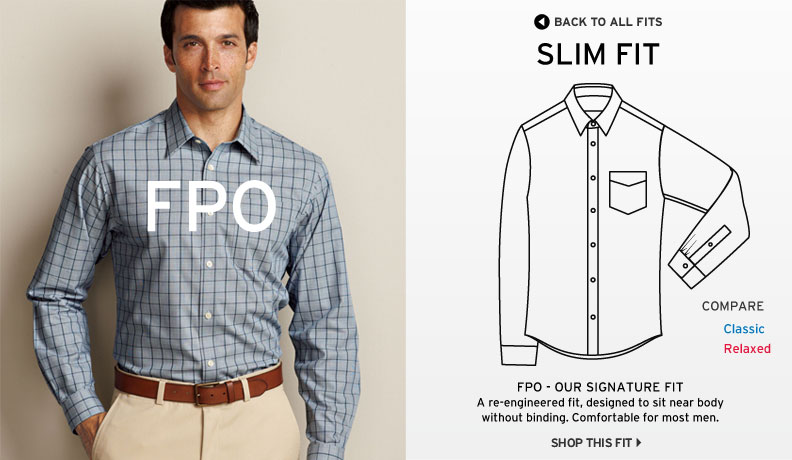 FPO
BACK TO ALL FITS
SLIM FIT
COMPARE
Classic
Relaxed
FPO - OUR SIGNATURE FIT
A re-engineered fit, designed to sit near body
without binding. Comfortable for most men.
SHOP THIS FIT